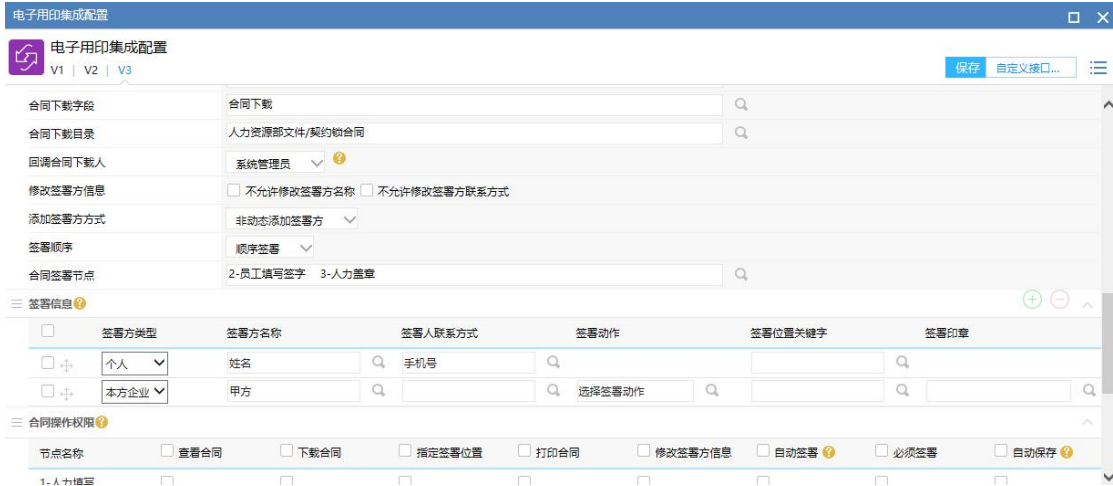 电子用印集成配置
电子用印集成配置
V1 | V2 | V3
保存 自定义接口...
合同下载字段 合同下载
合同下载目录 人力资源部文件/契约锁合同
回调合同下载人 系统管理员
修改签署方信息 不允许修改签署方名称 不允许修改签署方联系方式
添加签署方方式 非动态添加签署方
签署顺序 顺序签署
合同签署节点 2-员工填写签字 3-人力盖章
签署信息
签署方类型 签署方名称 签署人联系方式 签署动作 签署位置关键字 签署印章
个人 姓名 手机号
本方企业 甲方 选择签署动作
合同操作权限
节点名称 查看合同 下载合同 指定签署位置 打印合同 修改签署方信息 自动签署 必须签署 自动保存
1-人力填写